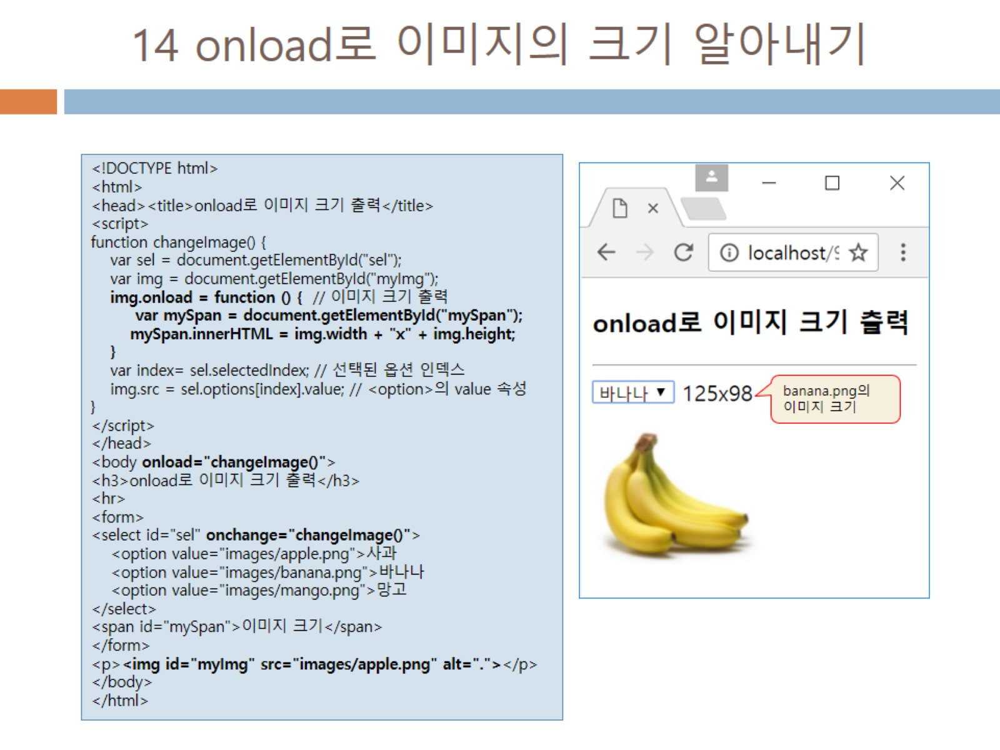 14 onload로 이미지의 크기 알아내기
<!DOCTYPE html>
<html>
<head><title>onload로 이미지 크기 출력</title>
<script>
function changeImage() {
    var sel = document.getElementById("sel");
    var img = document.getElementById("myImg");
    img.onload = function () {  // 이미지 크기 출력
        var mySpan = document.getElementById("mySpan");
        mySpan.innerHTML = img.width + "x" + img.height;
    }
    var index= sel.selectedIndex; // 선택된 옵션 인덱스
    img.src = sel.options[index].value; // <option>의 value 속성
}
</script>
</head>
<body onload="changeImage()">
<h3>onload로 이미지 크기 출력</h3>
<hr>
<form>
<select id="sel" onchange="changeImage()">
    <option value="images/apple.png">사과
    <option value="images/banana.png">바나나
    <option value="images/mango.png">망고
</select>
<span id="mySpan">이미지 크기</span>
</form>
<p><img id="myImg" src="images/apple.png" alt="."></p>
</body>
</html>
localhost/
onload로 이미지 크기 출력
바나나 125x98
banana.png의
이미지 크기